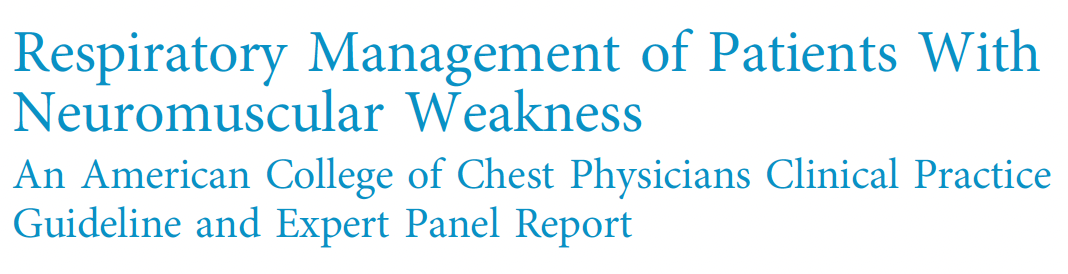 Respiratory Management of Patients With
Neuromuscular Weakness
An American College of Chest Physicians Clinical Practice
Guideline and Expert Panel Report